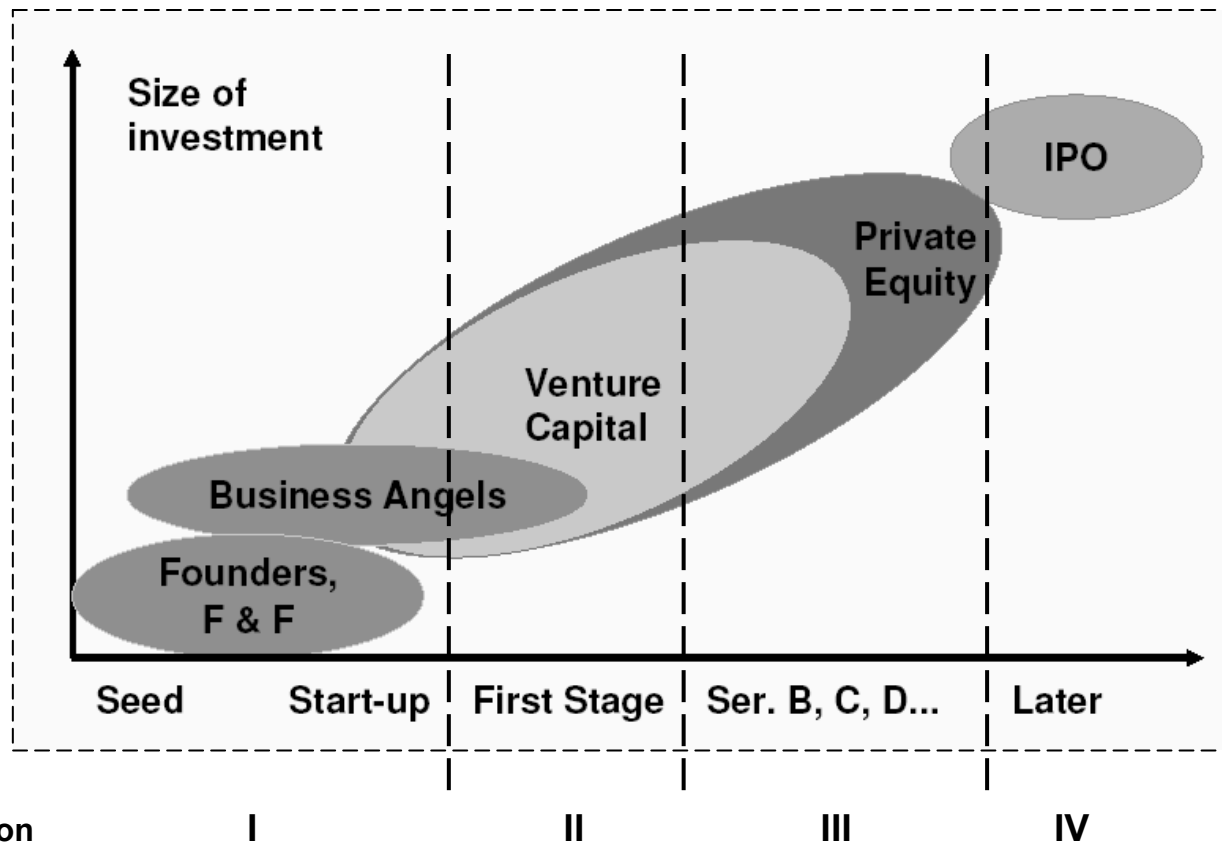 Size of
investment
IPO
Private
Equity
Venture
Capital
Business Angels
Founders,
F & F
Seed Start-up First Stage Ser. B, C, D... Later
on I II III IV